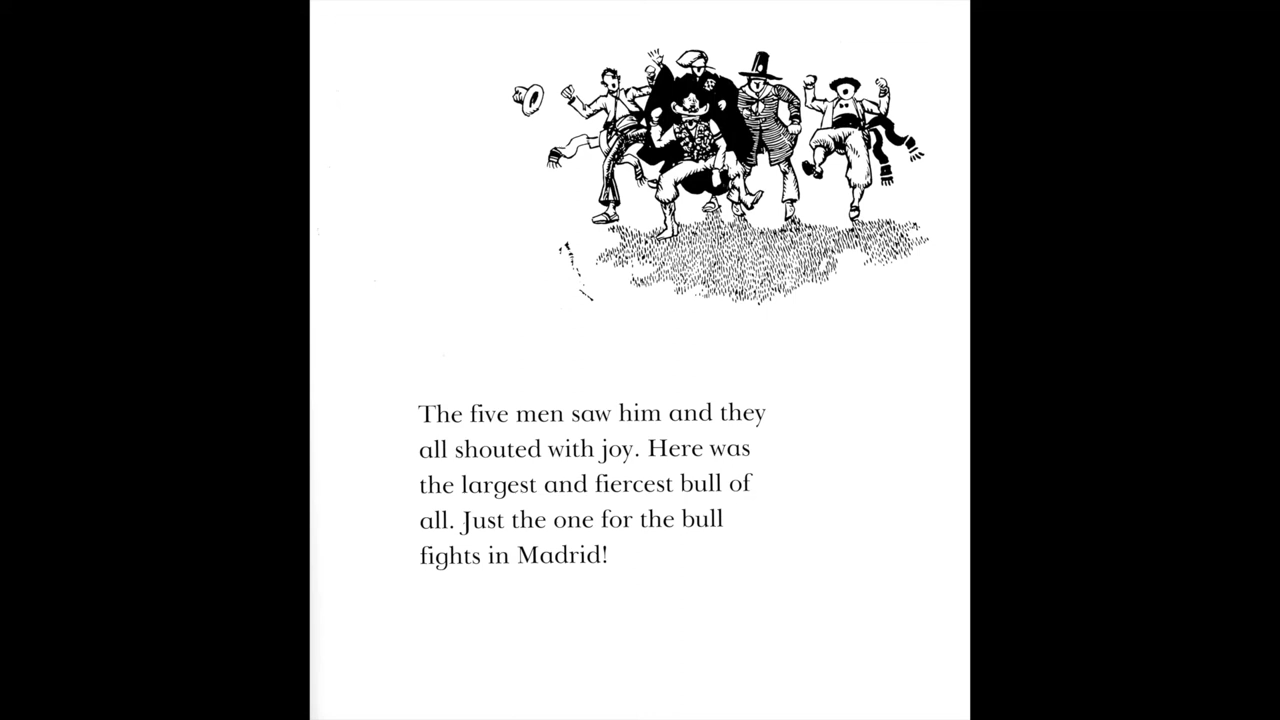 The five men saw him and they
all shouted with joy. Here was
the largest and fiercest bull of
all. Just the one for the bull
fights in Madrid!